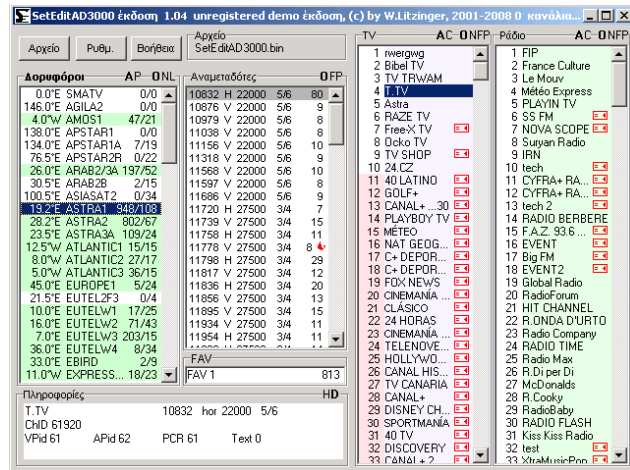 SetEditAD3000 έκδοση 1.04 unregistered demo έκδοση, (c) by W.Litzinger, 2001-2008 0 κανάλια...
Αρχείο Ρυθμ. Βοήθεια
Αρχείο
SetEditAD3000.bin
Δορυφόροι AP 0NL
0.0°E SMATV 0/0
146.0°E AGILA2 0/0
4.0°W AMOS1 47/21
138.0°E APSTAR1 0/0
134.0°E APSTAR1A 7/19
76.5°E APSTAR2R 0/22
26.0°E ARAB2/3A 197/52
30.5°E ARAB2B 2/15
100.5°E ASIASAT2 0/34
19.2°E ASTRA1 948/108
28.2°E ASTRA2 802/67
23.5°E ASTRA3A 109/24
12.5°W ATLANTIC1 15/15
8.0°W ATLANTIC2 27/17
5.0°W ATLANTIC3 36/15
45.0°E EUROPE1 5/24
21.5°E EUTEL2F3 0/4
10.0°E EUTELW1 17/25
16.0°E EUTELW2 71/43
7.0°E EUTELW3 203/15
36.0°E EUTELW4 8/34
33.0°E EBIRD 2/9
11.0°W EXPRESS... 18/23
Αναμεταδότες 0FP
10832 H 22000 5/6 80
10876 V 22000 5/6 9
10979 V 22000 5/6 8
11038 V 22000 5/6 8
11156 V 22000 5/6 10
11318 V 22000 5/6 9
11568 V 22000 5/6 10
11597 V 22000 5/6 8
11686 V 22000 5/6 9
11720 H 27500 3/4 7
11739 V 27500 3/4 15
11758 H 27500 3/4 11
11778 V 27500 3/4 8
11798 H 27500 3/4 29
11817 V 27500 3/4 12
11836 H 27500 3/4 20
11856 V 27500 3/4 13
11895 V 27500 3/4 15
11934 V 27500 3/4 11
11954 H 27500 3/4 11
FAV
FAV 1 813
Πληροφορίες HD
T.TV 10832 hor 22000 5/6
ChID 61920
VPid 61 APid 62 PCR 61 Text 0
TV AC-0NFP
1 rwergwg
2 Bibel TV
3 TV TRWAM
4 T.TV
5 Astra
6 RAZE TV
7 Free-X TV
8 Ocko TV
9 TV SHOP
10 24.CZ
11 40 LATINO
12 GOLF+
13 CANAL+ ...30
14 PLAYBOY TV
15 MÉTEO
16 NAT GEOG...
17 C+ DEPOR...
18 C+ DEPOR...
19 FOX NEWS
20 CINEMANÍA ...
21 CLÁSICO
22 24 HORAS
23 CINEMANÍA ...
24 TELENOVE...
25 HOLLYWO...
26 CANAL HIS...
27 TV CANARIA
28 CANAL+
29 DISNEY CH...
30 SPORTMANÍA
31 40 TV
32 DISCOVERY
33 CANAL+ 2
Ράδιο AC-0NFP
1 FIP
2 France Culture
3 Le Mouv
4 Météo Express
5 PLAYIN TV
6 SS FM
7 NOVA SCOPE
8 Suryan Radio
9 IRN
10 tech
11 CYFRA+ RA...
12 CYFRA+ RA...
13 tech 2
14 RADIO BERBERE
15 F.A.Z. 93.6 ...
16 EVENT
17 Big FM
18 EVENT2
19 Global Radio
20 RadioForum
21 HIT CHANNEL
22 R.ONDA D'URTO
23 Radio Company
24 RADIO TIME
25 Radio Max
26 R.Di per Di
27 McDonalds
28 R.Cooky
29 RadioBaby
30 RADIO FLASH
31 Kiss Kiss Radio
32 test
33 XtraMusicPop